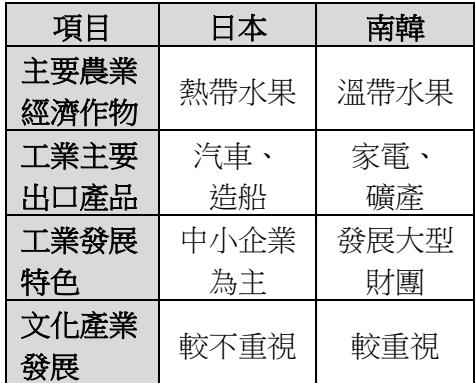 項目 日本 南韓
主要農業
經濟作物
熱帶水果 溫帶水果
工業主要
出口產品
汽車、
造船
家電、
礦產
工業發展
特色
中小企業
為主
發展大型
財團
文化產業
發展
較不重視 較重視